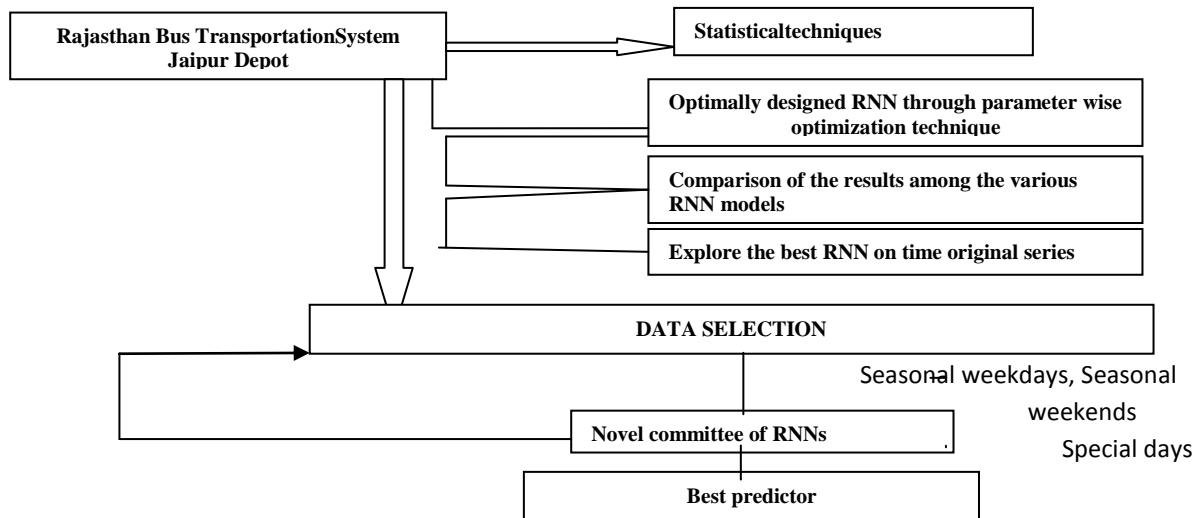 Rajasthan Bus TransportationSystem
Jaipur Depot
Statisticaltechniques
Optimally designed RNN through parameter wise
optimization technique
Comparison of the results among the various
RNN models
Explore the best RNN on time original series
DATA SELECTION
Seasonal weekdays, Seasonal
weekends
Special days
Novel committee of RNNs
Best predictor